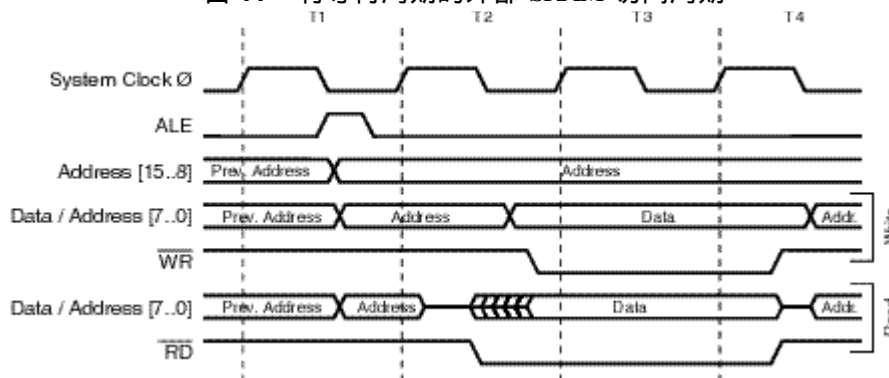 T1 T2 T3 T4
System Clock Ø
ALE
Address [15..8] Prev. Address Address
Data / Address [7..0] Prev. Address Address Data Addr.
WR
Data / Address [7..0] Prev. Address Address Data Addr.
RD